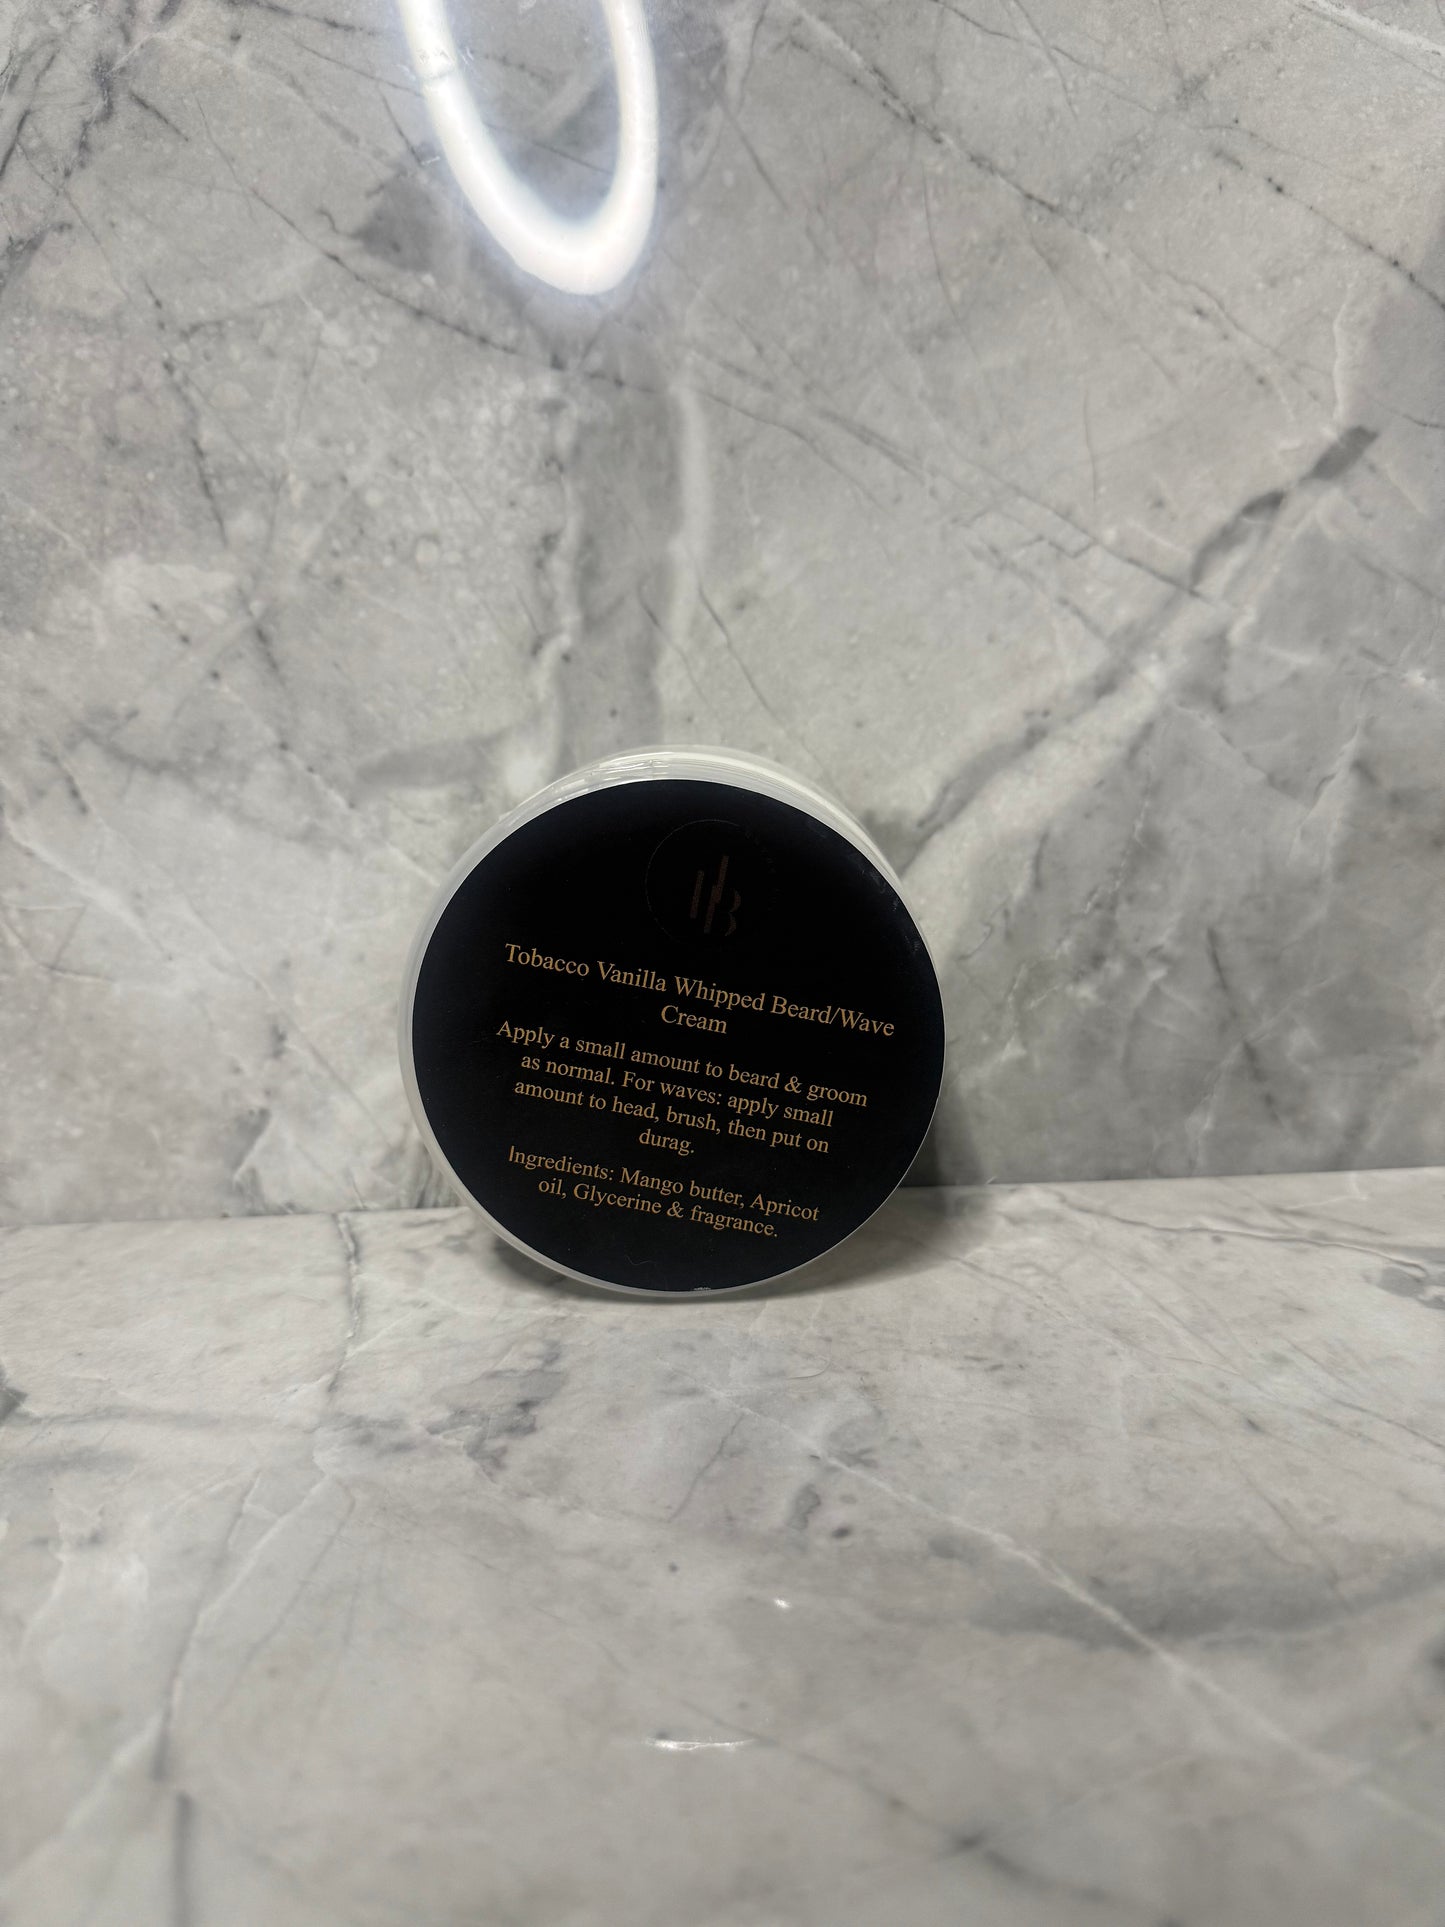 Tobacco Vanilla Whipped Beard/Wave
Cream
Apply a small amount to beard & groom
as normal. For waves: apply small
amount to head, brush, then put on
durag.
Ingredients: Mango butter, Apricot
oil, Glycerine & fragrance.